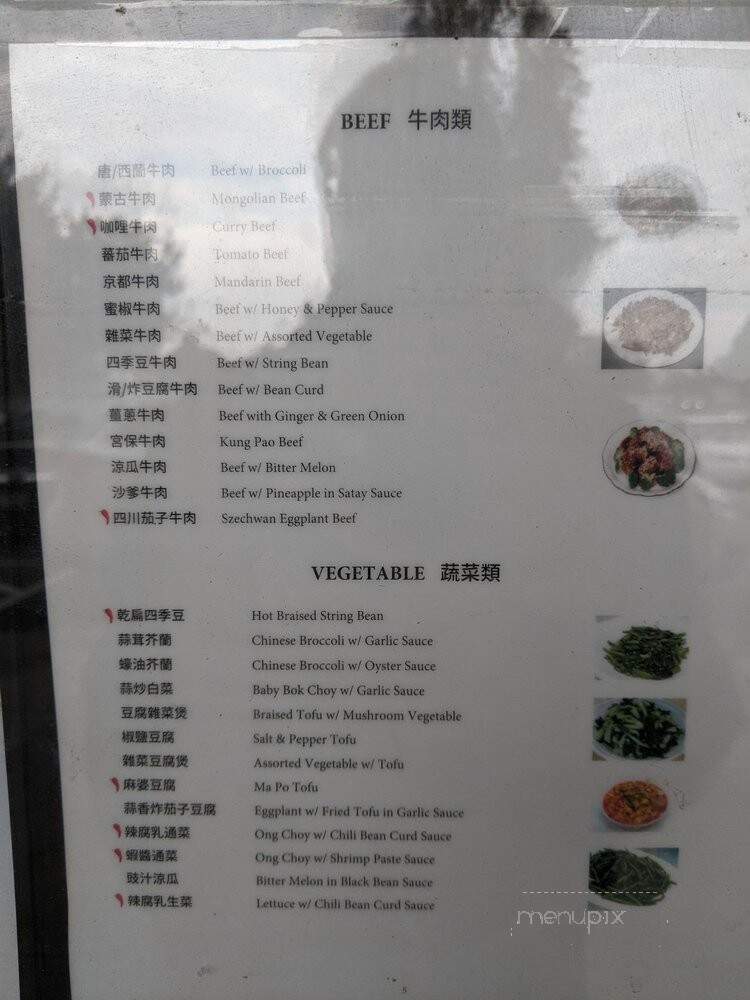 BEEF 牛肉類
唐/西蘭牛肉 Beef w/ Broccoli
蒙古牛肉 Mongolian Beef
咖哩牛肉 Curry Beef
蕃茄牛肉 Tomato Beef
京都牛肉 Mandarin Beef
蜜椒牛肉 Beef w/ Honey & Pepper Sauce
雜菜牛肉 Beef w/ Assorted Vegetable
四季豆牛肉 Beef w/ String Bean
滑/炸豆腐牛肉 Beef w/ Bean Curd
薑蔥牛肉 Beef with Ginger & Green Onion
宮保牛肉 Kung Pao Beef
涼瓜牛肉 Beef w/ Bitter Melon
沙爹牛肉 Beef w/ Pineapple in Satay Sauce
四川茄子牛肉 Szechwan Eggplant Beef
VEGETABLE 蔬菜類
乾扁四季豆 Hot Braised String Bean
蒜茸芥蘭 Chinese Broccoli w/ Garlic Sauce
蠔油芥蘭 Chinese Broccoli w/ Oyster Sauce
蒜炒白菜 Baby Bok Choy w/ Garlic Sauce
豆腐雜菜煲 Braised Tofu w/ Mushroom Vegetable
椒鹽豆腐 Salt & Pepper Tofu
雜菜豆腐煲 Assorted Vegetable w/ Tofu
麻婆豆腐 Ma Po Tofu
蒜香炸茄子豆腐 Eggplant w/ Fried Tofu in Garlic Sauce
辣腐乳通菜 Ong Choy w/ Chili Bean Curd Sauce
蝦醬通菜 Ong Choy w/ Shrimp Paste Sauce
豉汁涼瓜 Bitter Melon in Black Bean Sauce
辣腐乳生菜 Lettuce w/ Chili Bean Curd Sauce
menupix
5